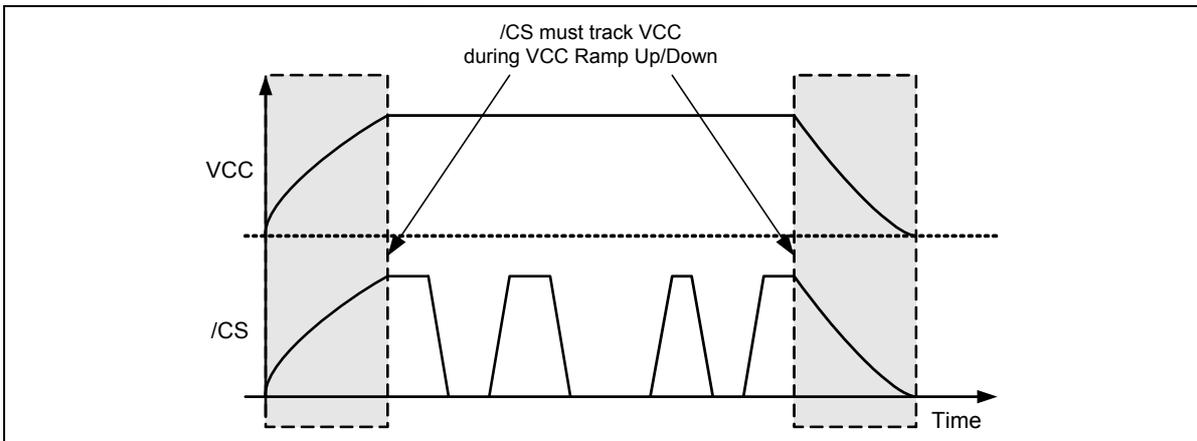 /CS must track VCC
during VCC Ramp Up/Down
VCC
/CS
Time